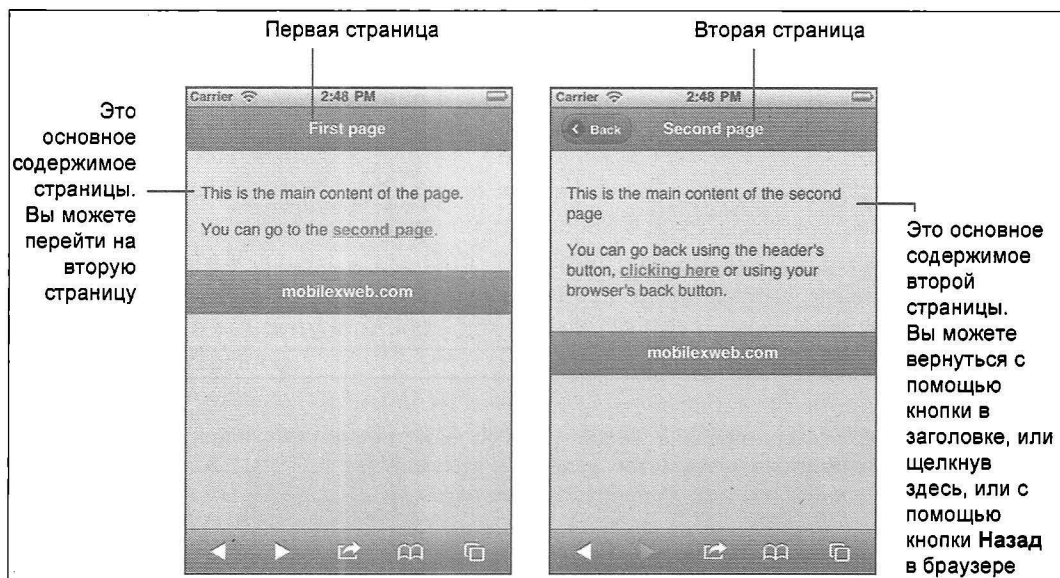 Первая страница
Вторая страница
Это
основное
содержимое
страницы.
Вы можете
перейти на
вторую
страницу
Carrier 2:48 PM
First page
This is the main content of the page.
You can go to the second page.
mobilexweb.com
Carrier 2:48 PM
Back Second page
This is the main content of the second
page
You can go back using the header's
button, clicking here or using your
browser's back button.
mobilexweb.com
Это основное
содержимое
второй
страницы.
Вы можете
вернуться с
помощью
кнопки в
заголовке, или
щелкнув
здесь, или с
помощью
кнопки Назад
в браузере